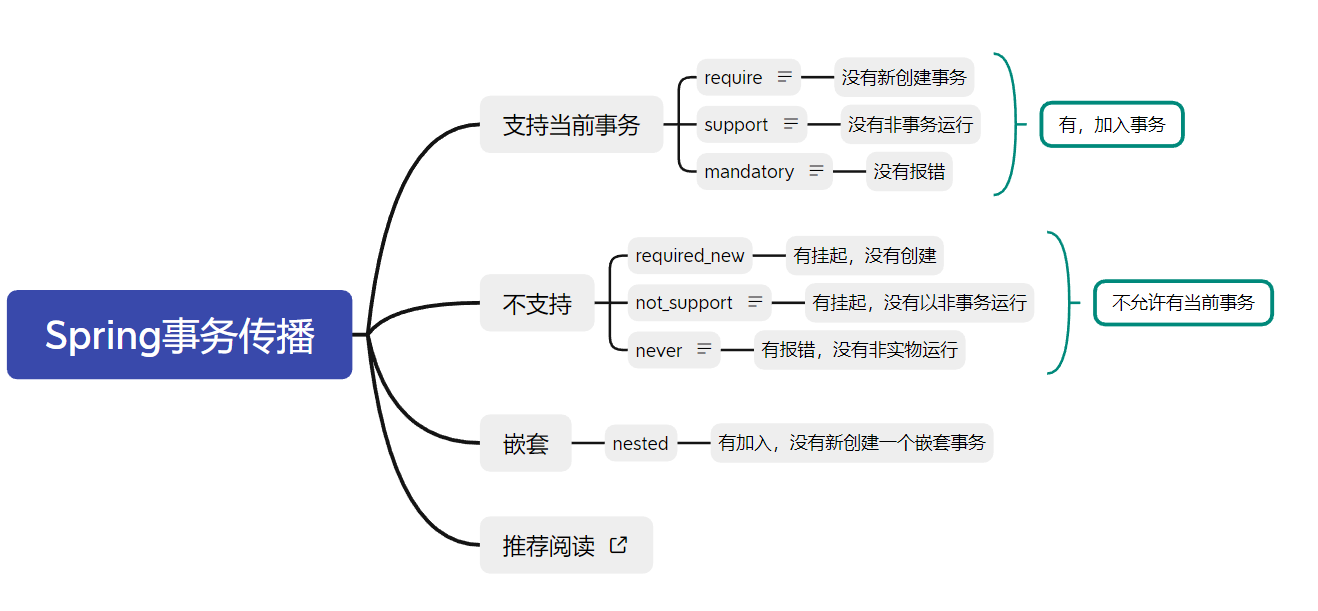 Spring事务传播
支持当前事务
require
没有新创建事务
support
没有非事务运行
mandatory
没有报错
有，加入事务
不支持
required_new
有挂起，没有创建
not_support
有挂起，没有以非事务运行
never
有报错，没有非实物运行
不允许有当前事务
嵌套
nested
有加入，没有新创建一个嵌套事务
推荐阅读